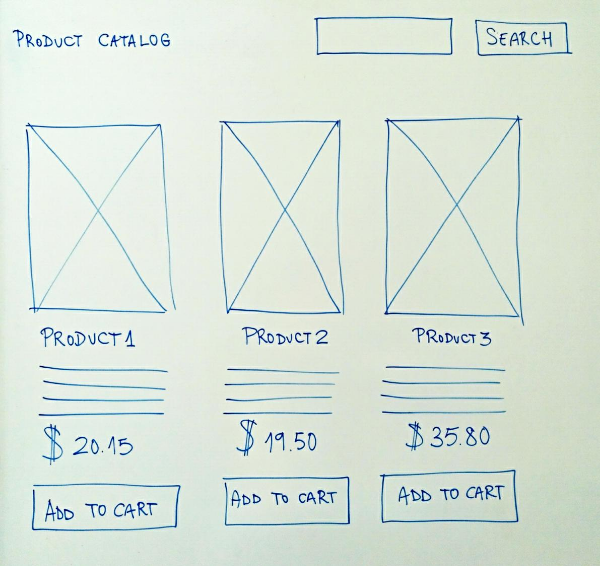 PRODUCT CATALOG
SEARCH
PRODUCT 1
PRODUCT 2
PRODUCT 3
$ 20.15
$ 19.50
$ 35.80
ADD TO CART
ADD TO CART
ADD TO CART